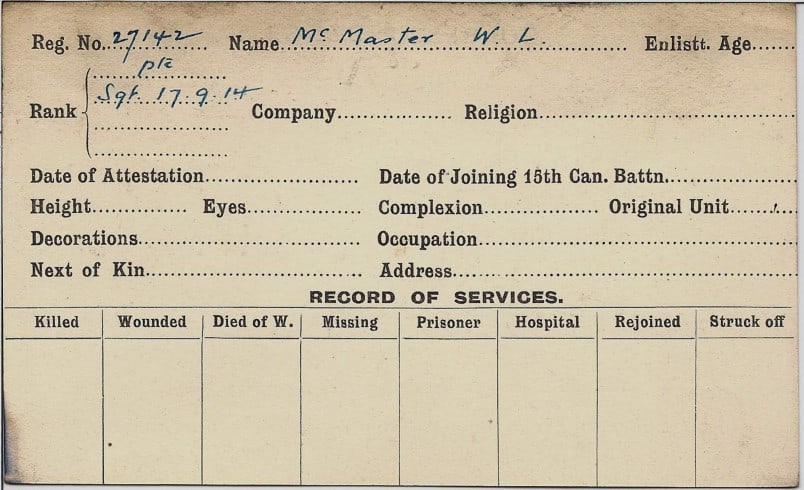 Reg. No. 27142 Name Mc Master W. L. Enlistt. Age
pte
Sgt. 17.9.14
Rank Company Religion
Date of Attestation Date of Joining 15th Can. Battn.
Height Eyes Complexion Original Unit
Decorations Occupation
Next of Kin Address
RECORD OF SERVICES.
Killed Wounded Died of W. Missing Prisoner Hospital Rejoined Struck off